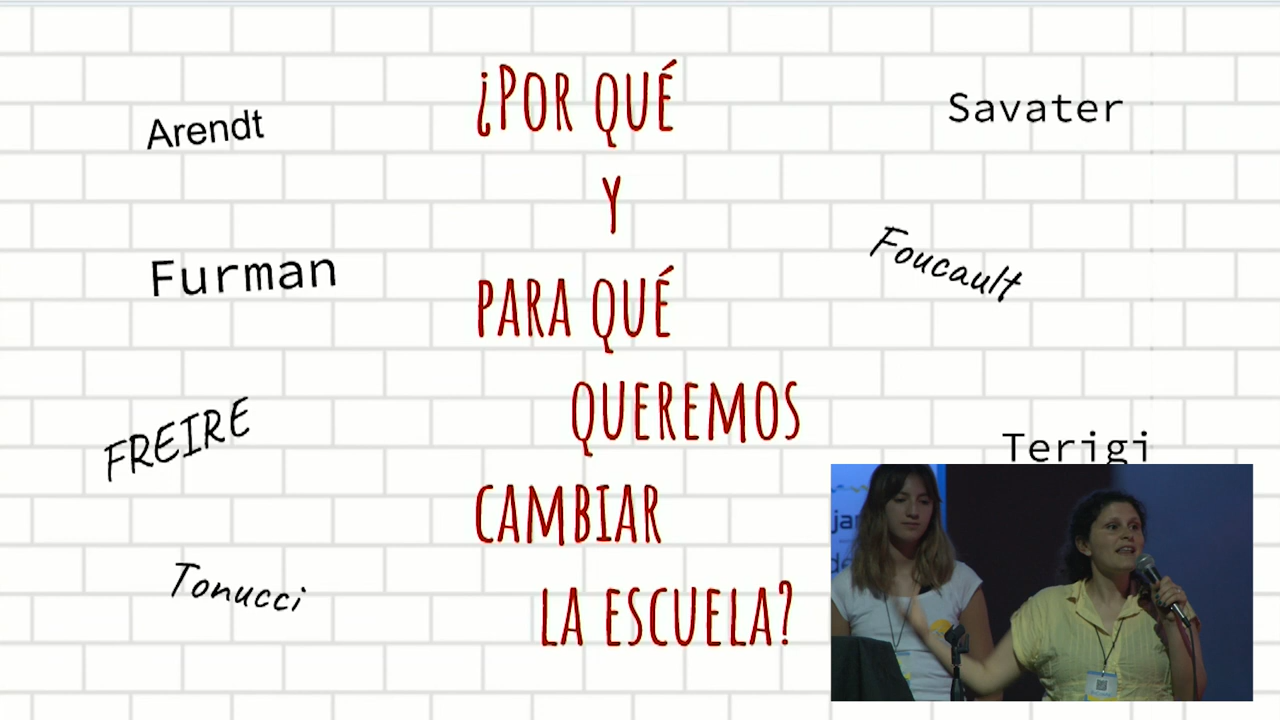 ¿POR QUÉ
Y
PARA QUÉ
QUEREMOS
CAMBIAR
LA ESCUELA?
Arendt
Furman
FREIRE
Tonucci
Savater
Foucault
Terigi